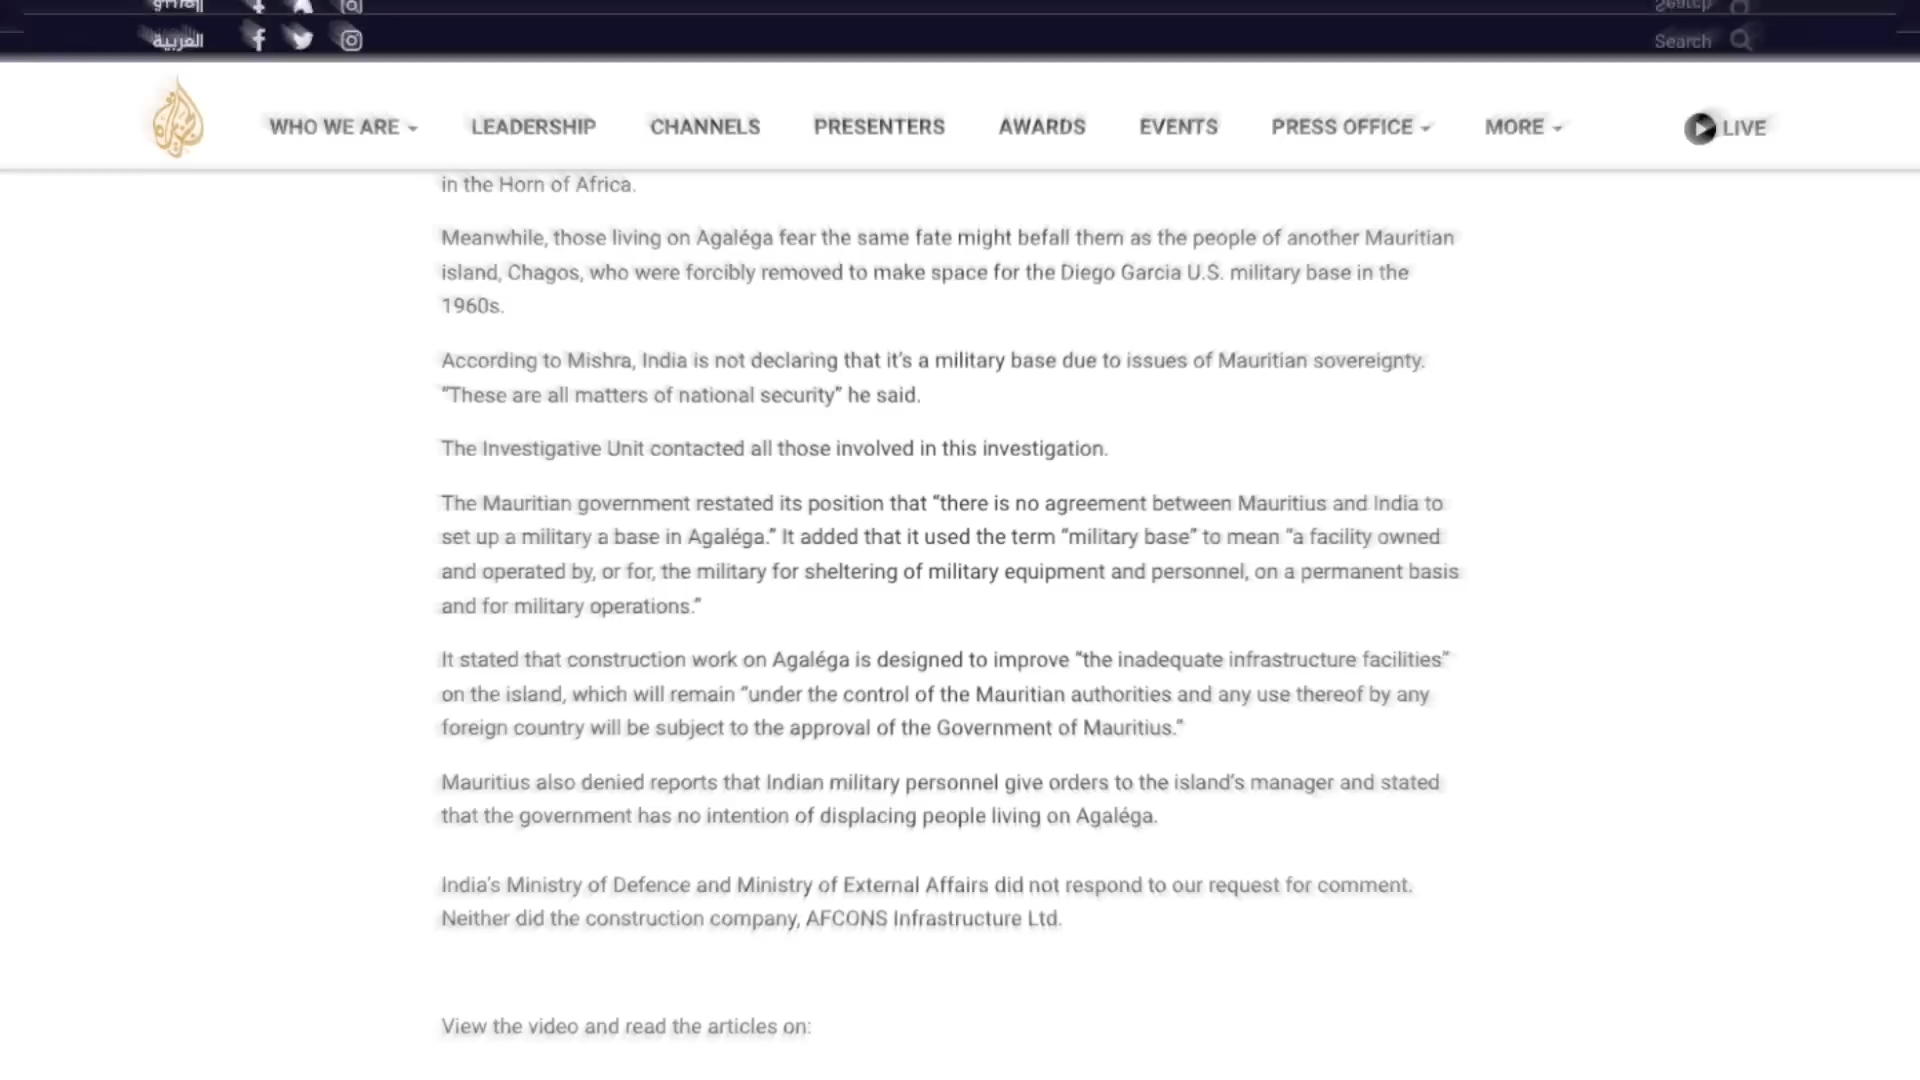 العربية
Search
WHO WE ARE
LEADERSHIP
CHANNELS
PRESENTERS
AWARDS
EVENTS
PRESS OFFICE
MORE
LIVE
in the Horn of Africa.
Meanwhile, those living on Agaléga fear the same fate might befall them as the people of another Mauritian
island, Chagos, who were forcibly removed to make space for the Diego Garcia U.S. military base in the
1960s.
According to Mishra, India is not declaring that it’s a military base due to issues of Mauritian sovereignty.
“These are all matters of national security” he said.
The Investigative Unit contacted all those involved in this investigation.
The Mauritian government restated its position that “there is no agreement between Mauritius and India to
set up a military a base in Agaléga.” It added that it used the term “military base” to mean “a facility owned
and operated by, or for, the military for sheltering of military equipment and personnel, on a permanent basis
and for military operations.”
It stated that construction work on Agaléga is designed to improve “the inadequate infrastructure facilities”
on the island, which will remain “under the control of the Mauritian authorities and any use thereof by any
foreign country will be subject to the approval of the Government of Mauritius.”
Mauritius also denied reports that Indian military personnel give orders to the island’s manager and stated
that the government has no intention of displacing people living on Agaléga.
India’s Ministry of Defence and Ministry of External Affairs did not respond to our request for comment.
Neither did the construction company, AFCONS Infrastructure Ltd.
View the video and read the articles on: